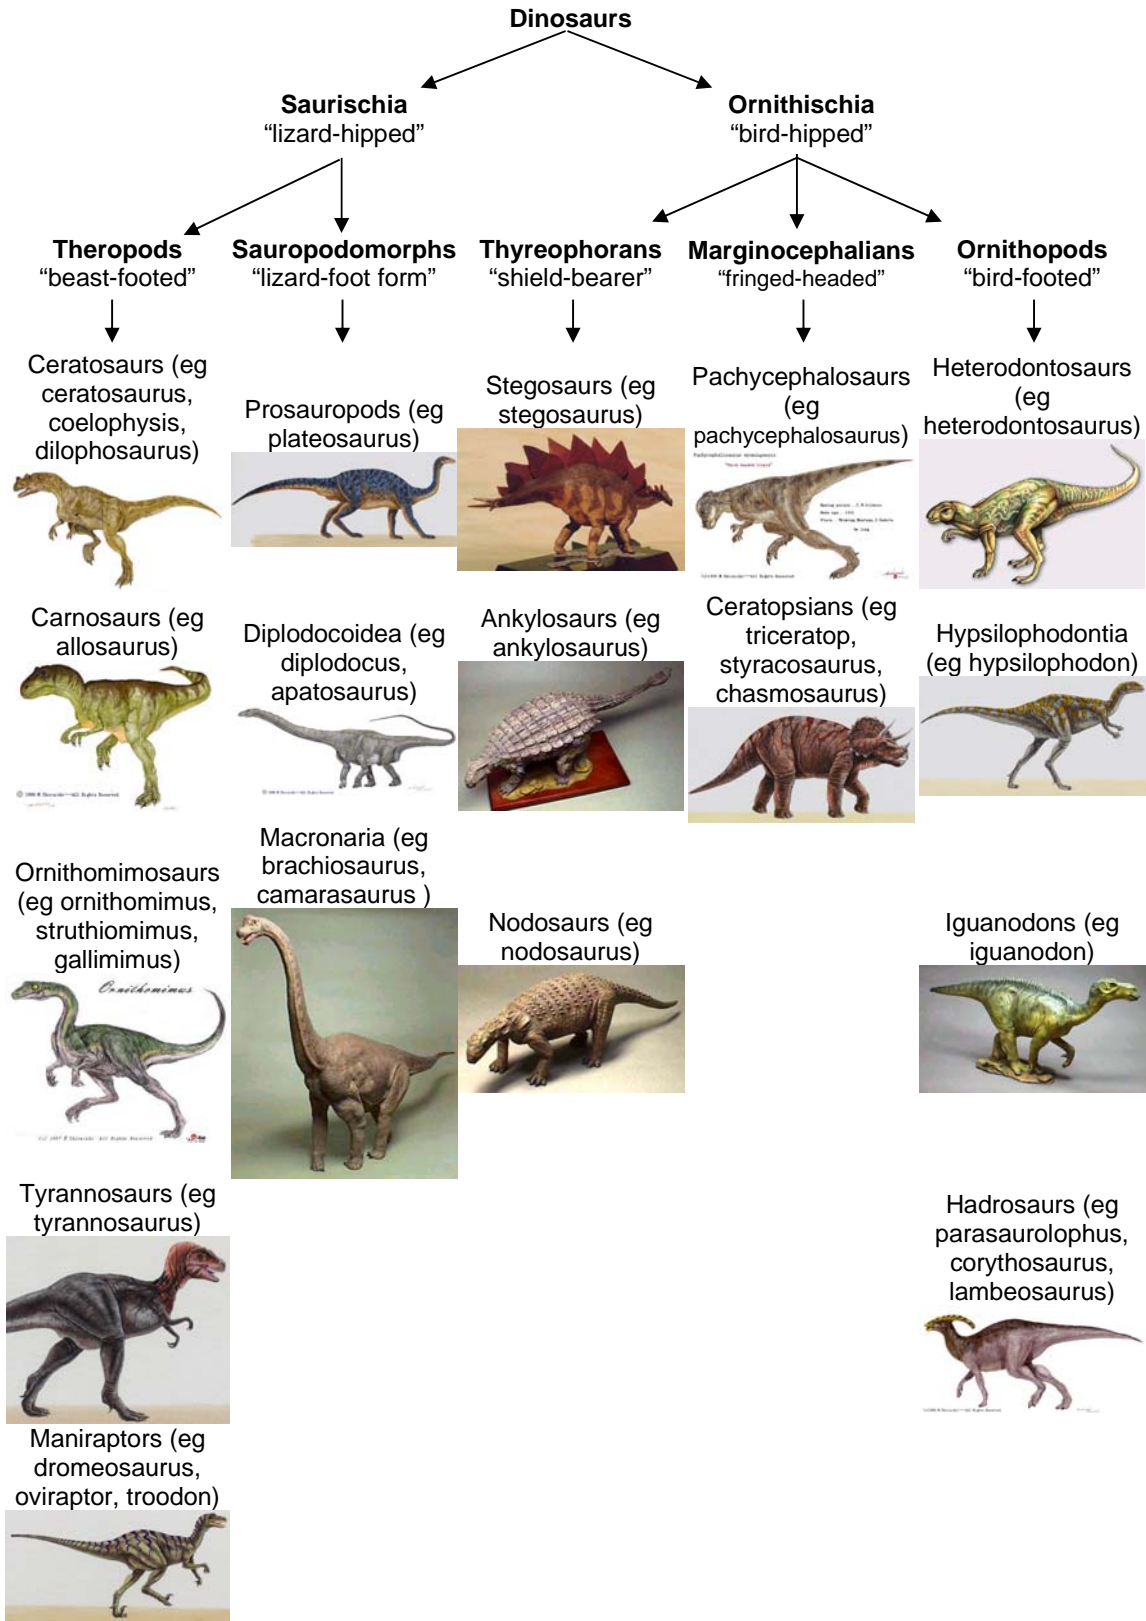 Dinosaurs
Saurischia
“lizard-hipped”
Ornithischia
“bird-hipped”
Theropods
“beast-footed”
Sauropodomorphs
“lizard-foot form”
Thyreophorans
“shield-bearer”
Marginocephalians
“fringed-headed”
Ornithopods
“bird-footed”
Ceratosaurs (eg
ceratosaurus,
coelophysis,
dilophosaurus)
Carnosaurs (eg
allosaurus)
Ornithomimosaurs
(eg ornithomimus,
struthiomimus,
gallimimus)
Ornithomimus
Tyrannosaurs (eg
tyrannosaurus)
Maniraptors (eg
dromeosaurus,
oviraptor, troodon)
Prosauropods (eg
plateosaurus)
Diplodocoidea (eg
diplodocus,
apatosaurus)
Macronaria (eg
brachiosaurus,
camarasaurus )
Stegosaurs (eg
stegosaurus)
Ankylosaurs (eg
ankylosaurus)
Nodosaurs (eg
nodosaurus)
Pachycephalosaurs
(eg
pachycephalosaurus)
Ceratopsians (eg
triceratop,
styracosaurus,
chasmosaurus)
Heterodontosaurs
(eg
heterodontosaurus)
Hypsilophodontia
(eg hypsilophodon)
Iguanodons (eg
iguanodon)
Hadrosaurs (eg
parasaurolophus,
corythosaurus,
lambeosaurus)